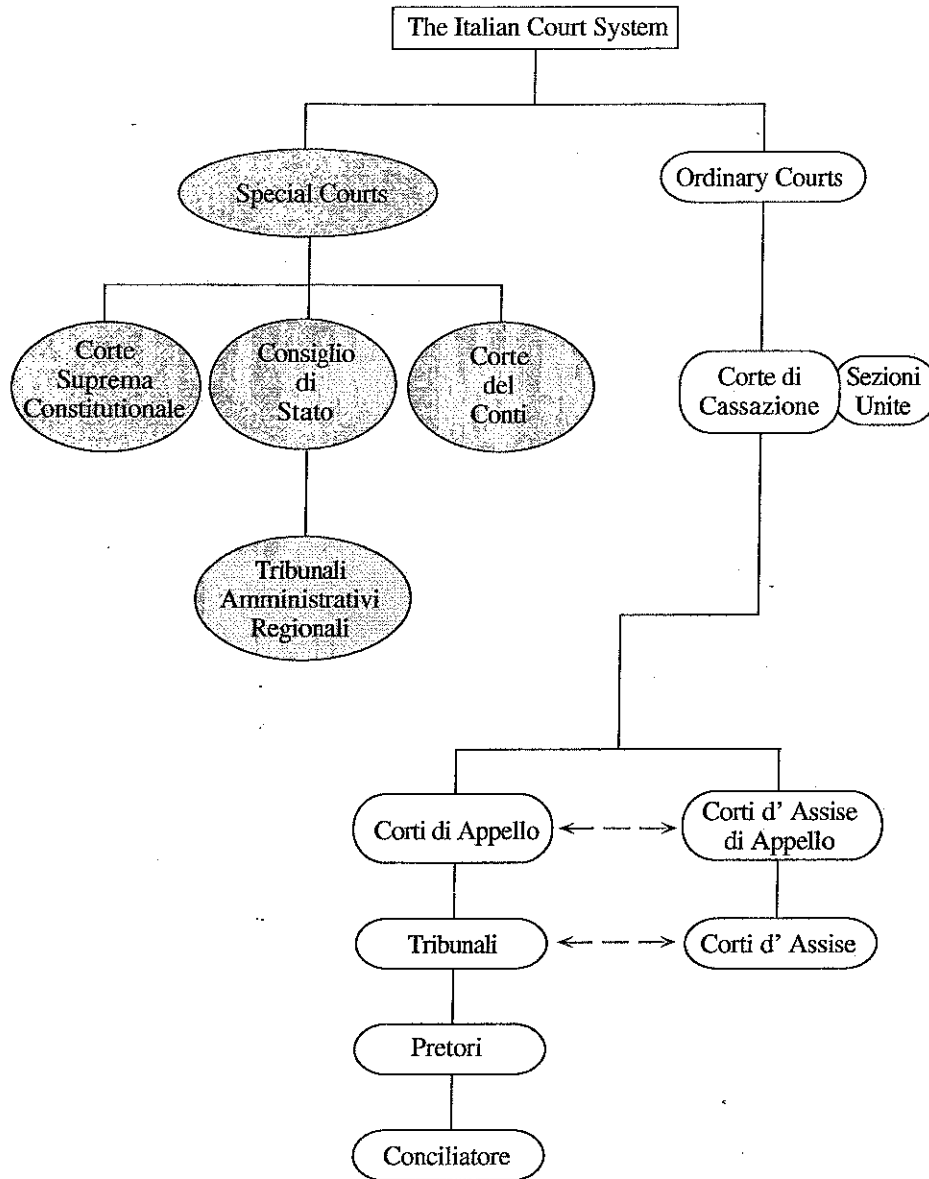 The Italian Court System
Special Courts
Ordinary Courts
Corte
Suprema
Constitutionale
Consiglio
di
Stato
Corte
del
Conti
Corte di
Cassazione
Sezioni
Unite
Tribunali
Amministrativi
Regionali
Corti di Appello
Corti d' Assise
di Appello
Tribunali
Corti d' Assise
Pretori
Conciliatore